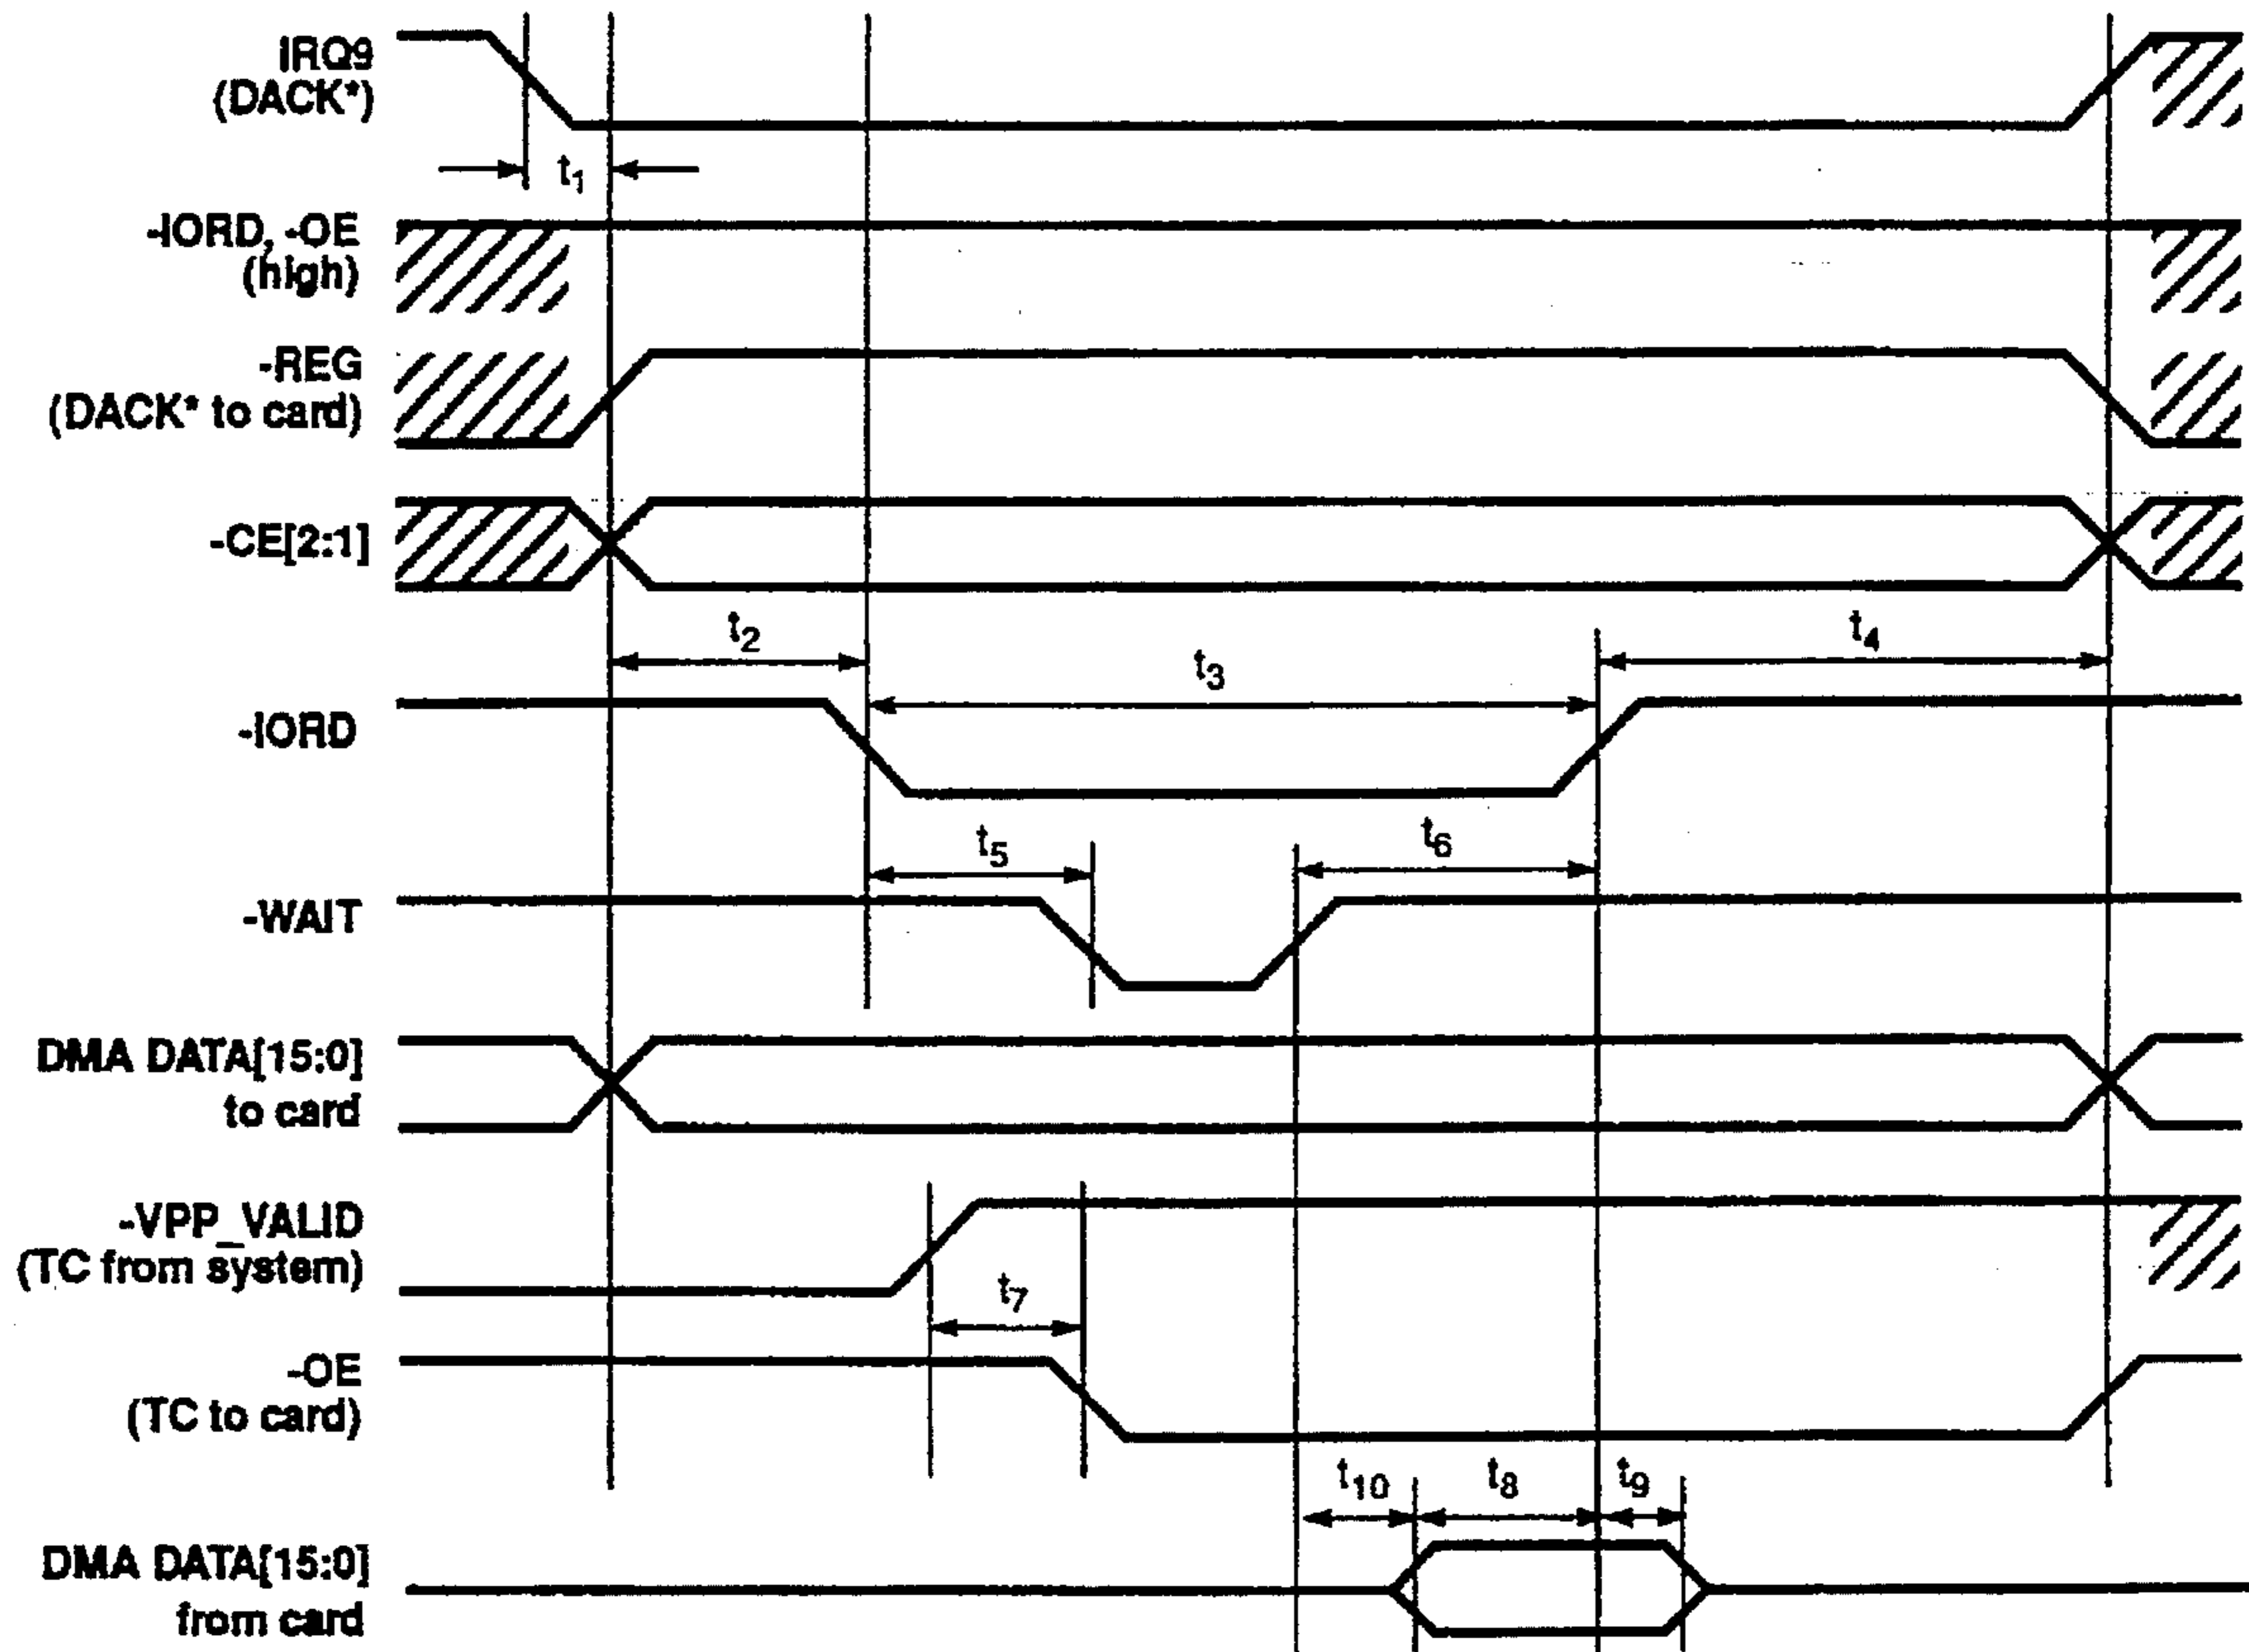 IRQ9
(DACK*)
t1
-IORD, -OE
(high)
-REG
(DACK* to card)
-CE[2:1]
t2
t3
t4
-IORD
t5
t6
-WAIT
DMA DATA[15:0]
to card
-VPP_VALID
(TC from system)
t7
-OE
(TC to card)
t10
t8
t9
DMA DATA[15:0]
from card